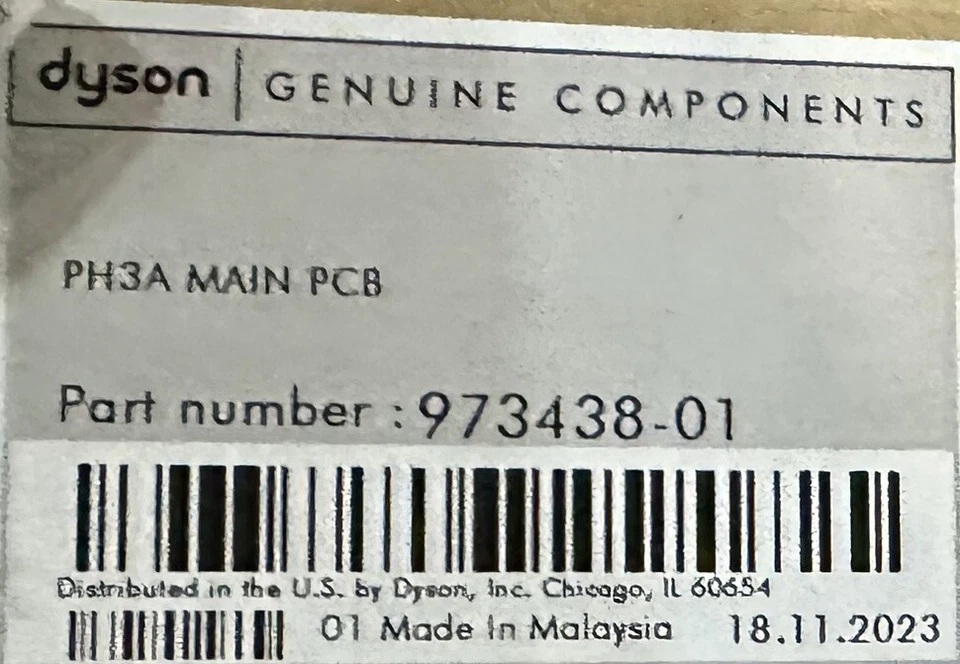 dyson | GENUINE COMPONENTS
PH3A MAIN PCB
Part number : 973438-01
Distributed in the U.S. by Dyson, Inc. Chicago, IL 60654
01 Made In Malaysia 18.11.2023